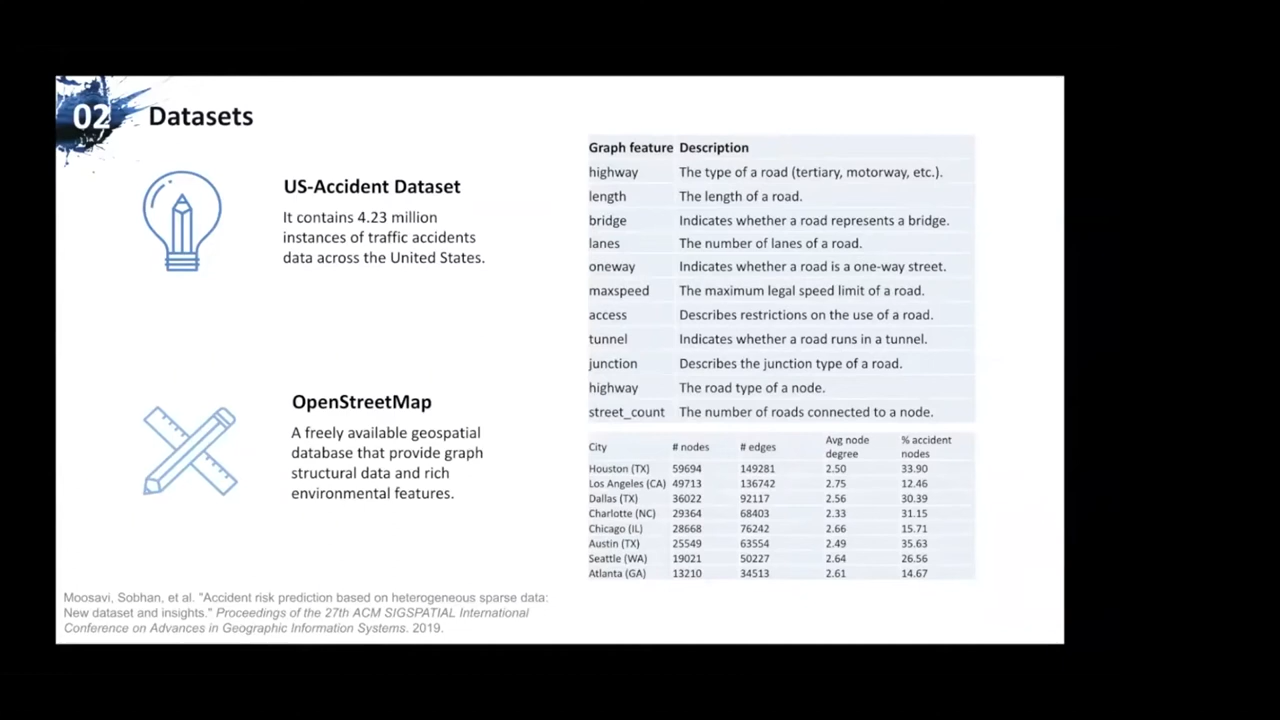 02 Datasets
US-Accident Dataset
It contains 4.23 million
instances of traffic accidents
data across the United States.
OpenStreetMap
A freely available geospatial
database that provide graph
structural data and rich
environmental features.
Moosavi, Sobhan, et al. "Accident risk prediction based on heterogeneous sparse data:
New dataset and insights." Proceedings of the 27th ACM SIGSPATIAL International
Conference on Advances in Geographic Information Systems. 2019.
Graph feature Description
highway The type of a road (tertiary, motorway, etc.).
length The length of a road.
bridge Indicates whether a road represents a bridge.
lanes The number of lanes of a road.
oneway Indicates whether a road is a one-way street.
maxspeed The maximum legal speed limit of a road.
access Describes restrictions on the use of a road.
tunnel Indicates whether a road runs in a tunnel.
junction Describes the junction type of a road.
highway The road type of a node.
street_count The number of roads connected to a node.
City # nodes # edges Avg node degree % accident nodes
Houston (TX) 59694 149281 2.50 33.90
Los Angeles (CA) 49713 136742 2.75 12.46
Dallas (TX) 36022 92117 2.56 30.39
Charlotte (NC) 29364 68403 2.33 31.15
Chicago (IL) 28668 76242 2.66 15.71
Austin (TX) 25549 63554 2.49 35.63
Seattle (WA) 19021 50227 2.64 26.56
Atlanta (GA) 13210 34513 2.61 14.67